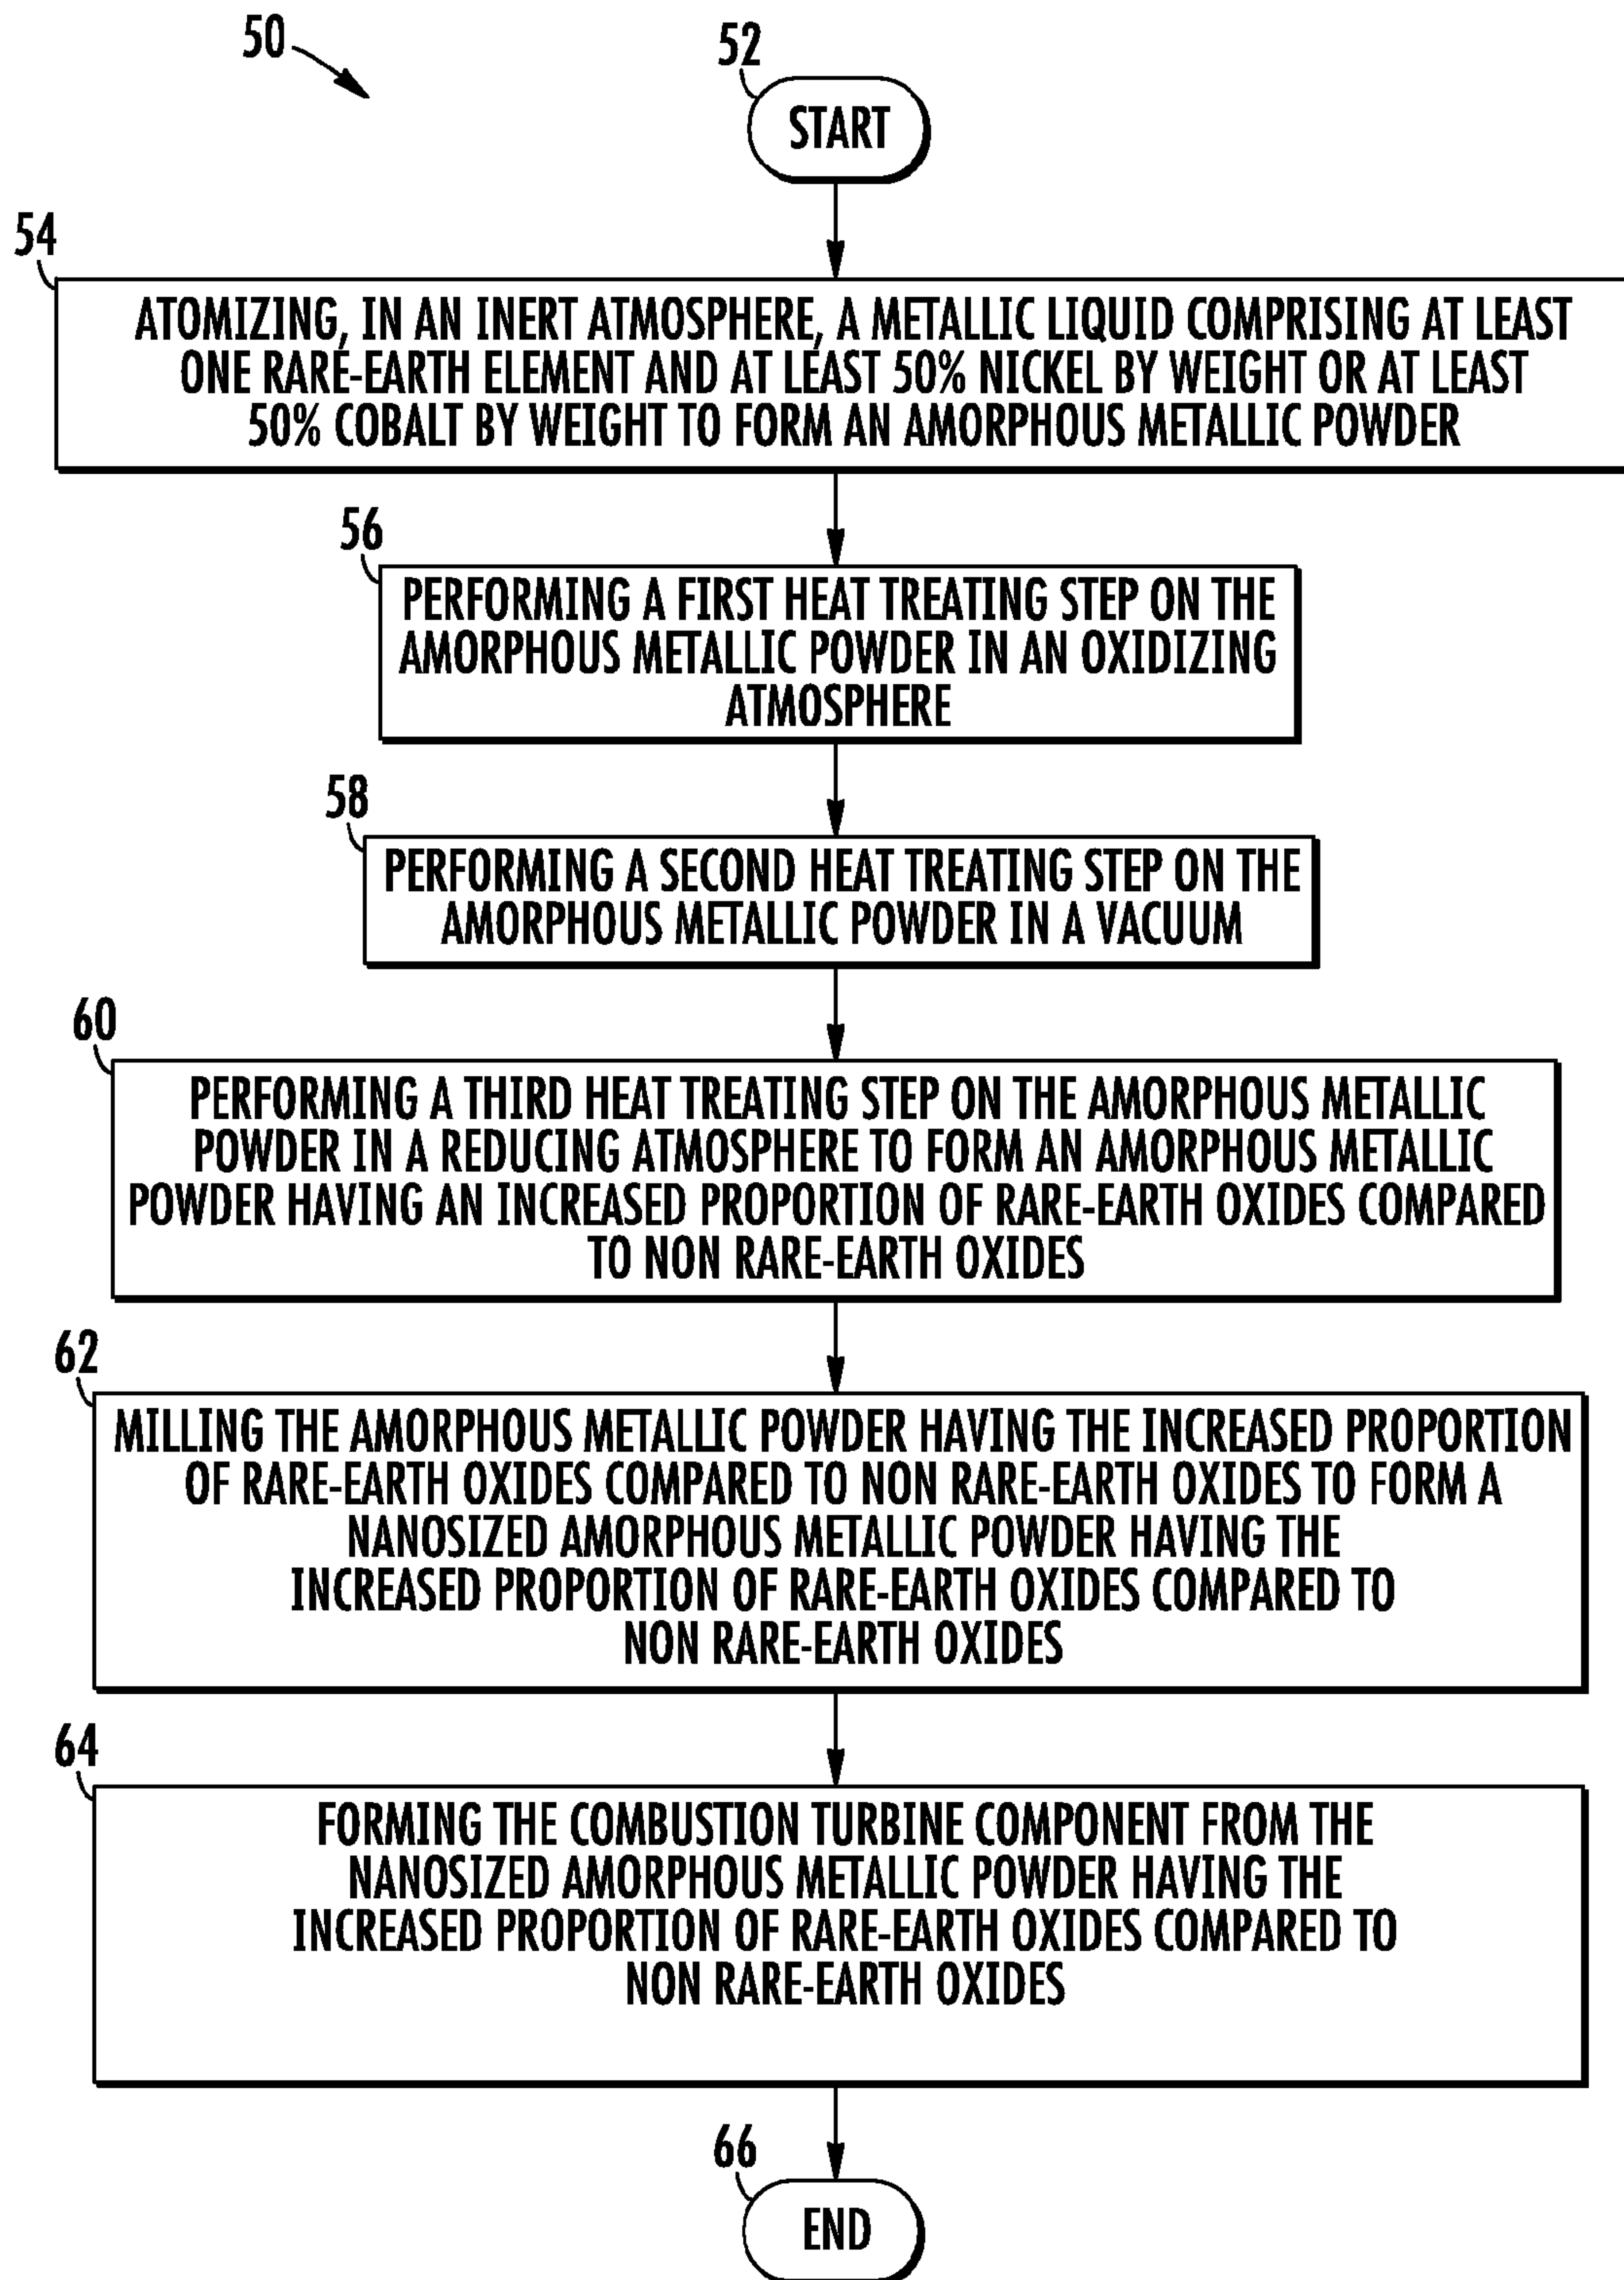 50
52
START
54
ATOMIZING, IN AN INERT ATMOSPHERE, A METALLIC LIQUID COMPRISING AT LEAST
ONE RARE-EARTH ELEMENT AND AT LEAST 50% NICKEL BY WEIGHT OR AT LEAST
50% COBALT BY WEIGHT TO FORM AN AMORPHOUS METALLIC POWDER
56
PERFORMING A FIRST HEAT TREATING STEP ON THE
AMORPHOUS METALLIC POWDER IN AN OXIDIZING
ATMOSPHERE
58
PERFORMING A SECOND HEAT TREATING STEP ON THE
AMORPHOUS METALLIC POWDER IN A VACUUM
60
PERFORMING A THIRD HEAT TREATING STEP ON THE AMORPHOUS METALLIC
POWDER IN A REDUCING ATMOSPHERE TO FORM AN AMORPHOUS METALLIC
POWDER HAVING AN INCREASED PROPORTION OF RARE-EARTH OXIDES COMPARED
TO NON RARE-EARTH OXIDES
62
MILLING THE AMORPHOUS METALLIC POWDER HAVING THE INCREASED PROPORTION
OF RARE-EARTH OXIDES COMPARED TO NON RARE-EARTH OXIDES TO FORM A
NANOSIZED AMORPHOUS METALLIC POWDER HAVING THE
INCREASED PROPORTION OF RARE-EARTH OXIDES COMPARED TO
NON RARE-EARTH OXIDES
64
FORMING THE COMBUSTION TURBINE COMPONENT FROM THE
NANOSIZED AMORPHOUS METALLIC POWDER HAVING THE
INCREASED PROPORTION OF RARE-EARTH OXIDES COMPARED TO
NON RARE-EARTH OXIDES
66
END